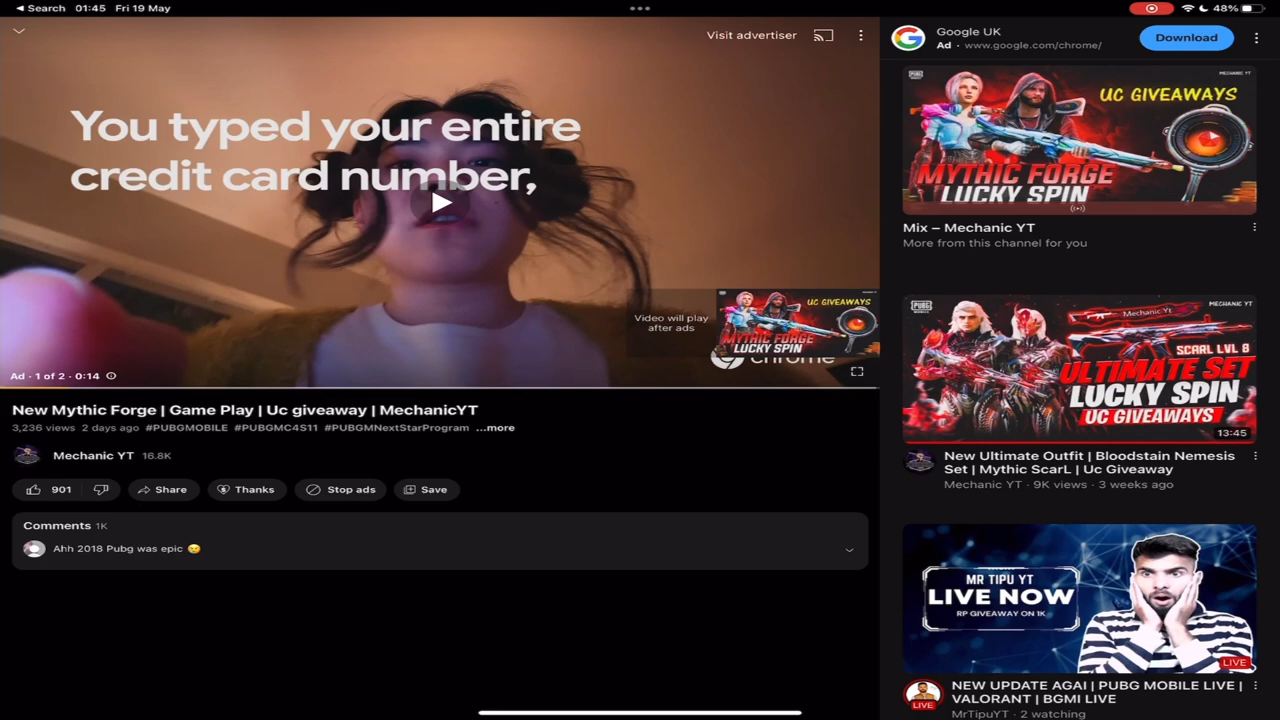 Search 01:45 Fri 19 May
48%
Visit advertiser
You typed your entire
credit card number,
Video will play
after ads
UC GIVEAWAYS
MYTHIC FORGE
LUCKY SPIN
chrome
Ad · 1 of 2 · 0:14
New Mythic Forge | Game Play | Uc giveaway | MechanicYT
3,236 views 2 days ago #PUBGMOBILE #PUBGMC4S11 #PUBGMNextStarProgram ...more
Mechanic YT 16.8K
901
Share
Thanks
Stop ads
Save
Comments 1K
Ahh 2018 Pubg was epic 😢
Google UK
Ad · www.google.com/chrome/
Download
PUBG
MECHANIC YT
UC GIVEAWAYS
MYTHIC FORGE
LUCKY SPIN
Mix – Mechanic YT
More from this channel for you
PUBG
MECHANIC YT
Mechanic Yt
SCARL LVL 8
ULTIMATE SET
LUCKY SPIN
UC GIVEAWAYS
13:45
New Ultimate Outfit | Bloodstain Nemesis
Set | Mythic ScarL | Uc Giveaway
Mechanic YT · 9K views · 3 weeks ago
MR TIPU YT
LIVE NOW
RP GIVEAWAY ON 1K
LIVE
LIVE
NEW UPDATE AGAI | PUBG MOBILE LIVE |
VALORANT | BGMI LIVE
MrTipuYT · 2 watching